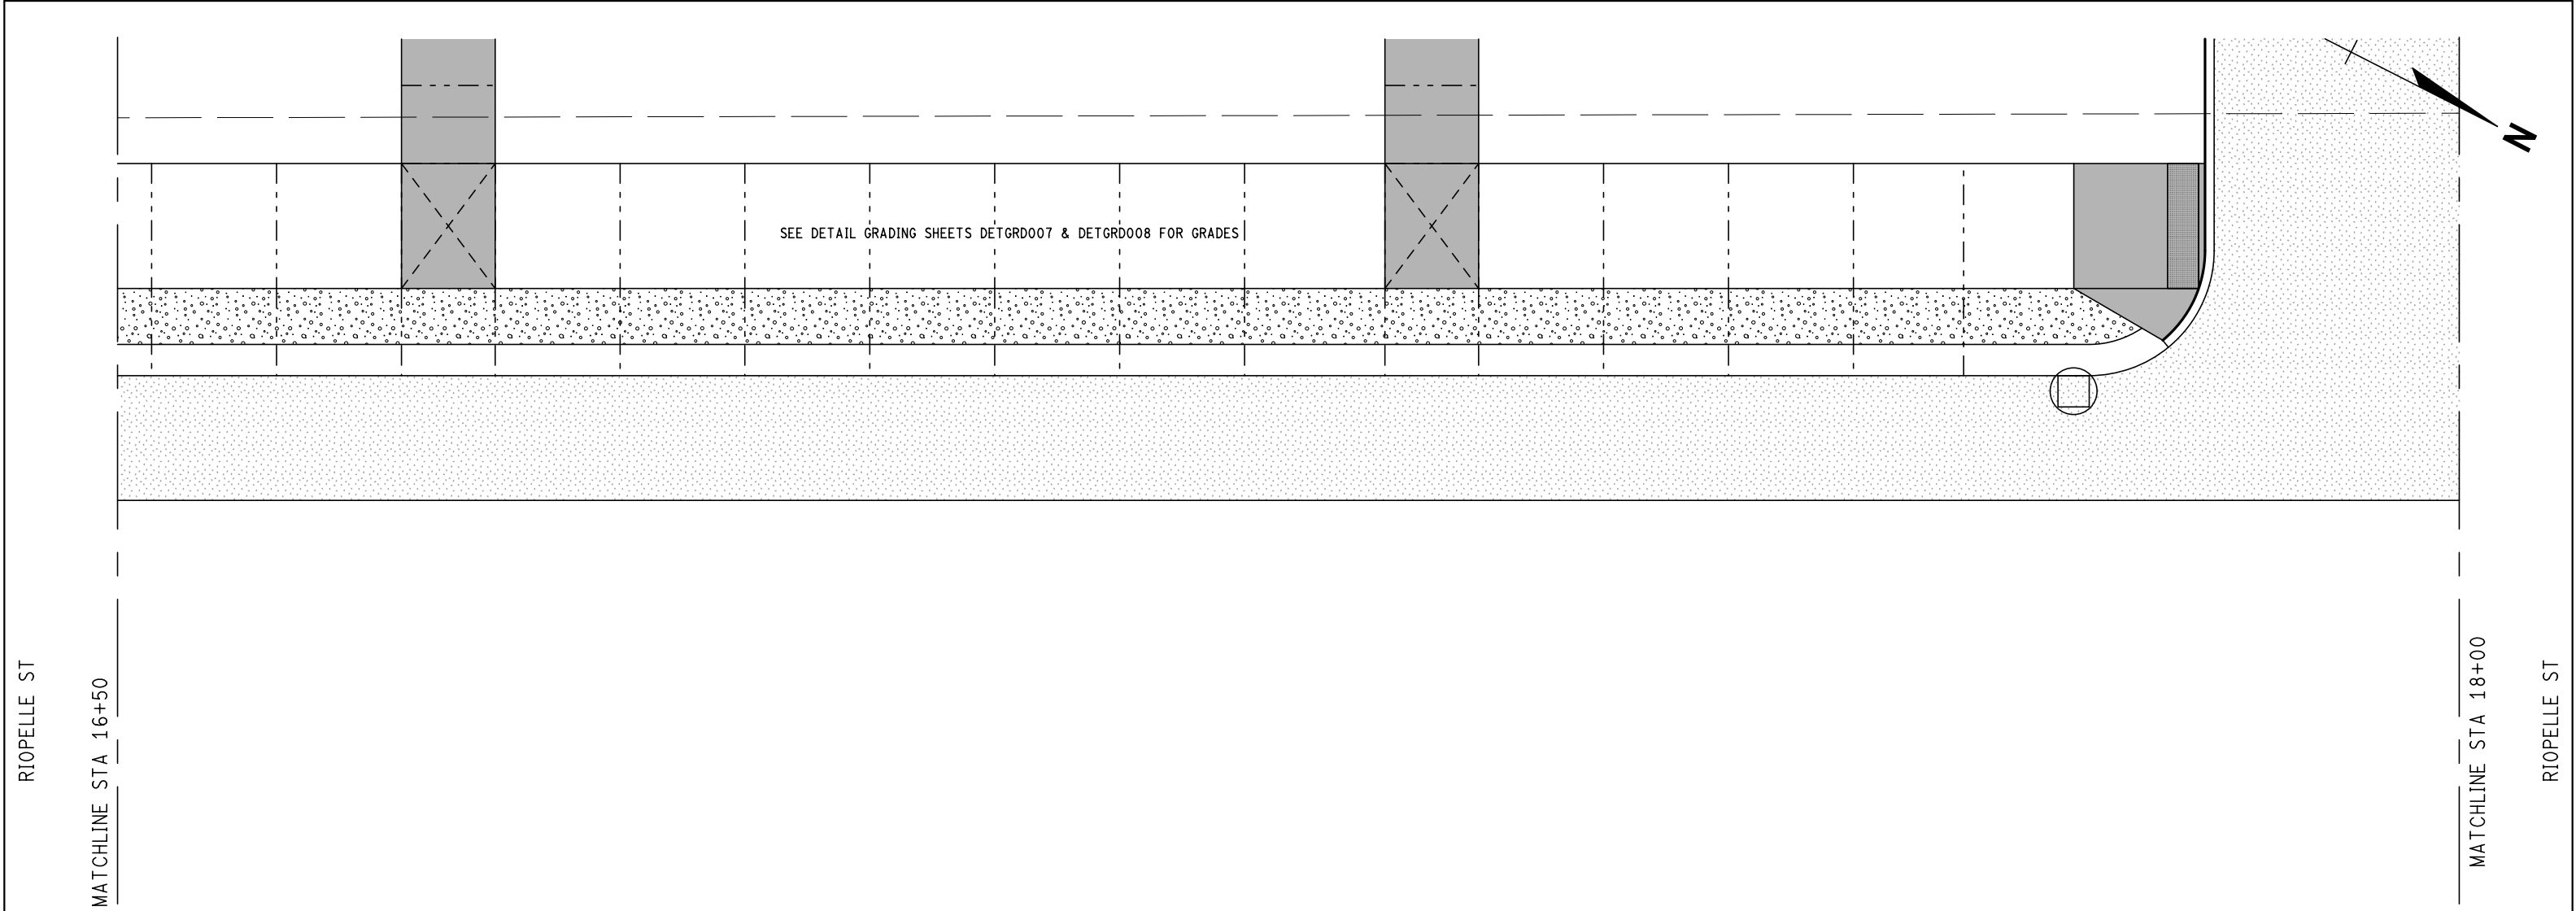 RIOPELLE ST
MATCHLINE STA 16+50
SEE DETAIL GRADING SHEETS DETGRD007 & DETGRD008 FOR GRADES
N
MATCHLINE STA 18+00
RIOPELLE ST